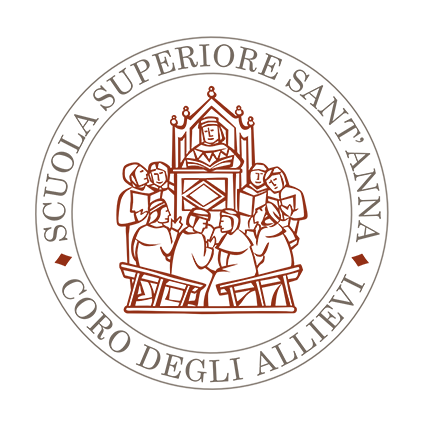 SCUOLA SUPERIORE SANT'ANNA
CORO DEGLI ALLIEVI